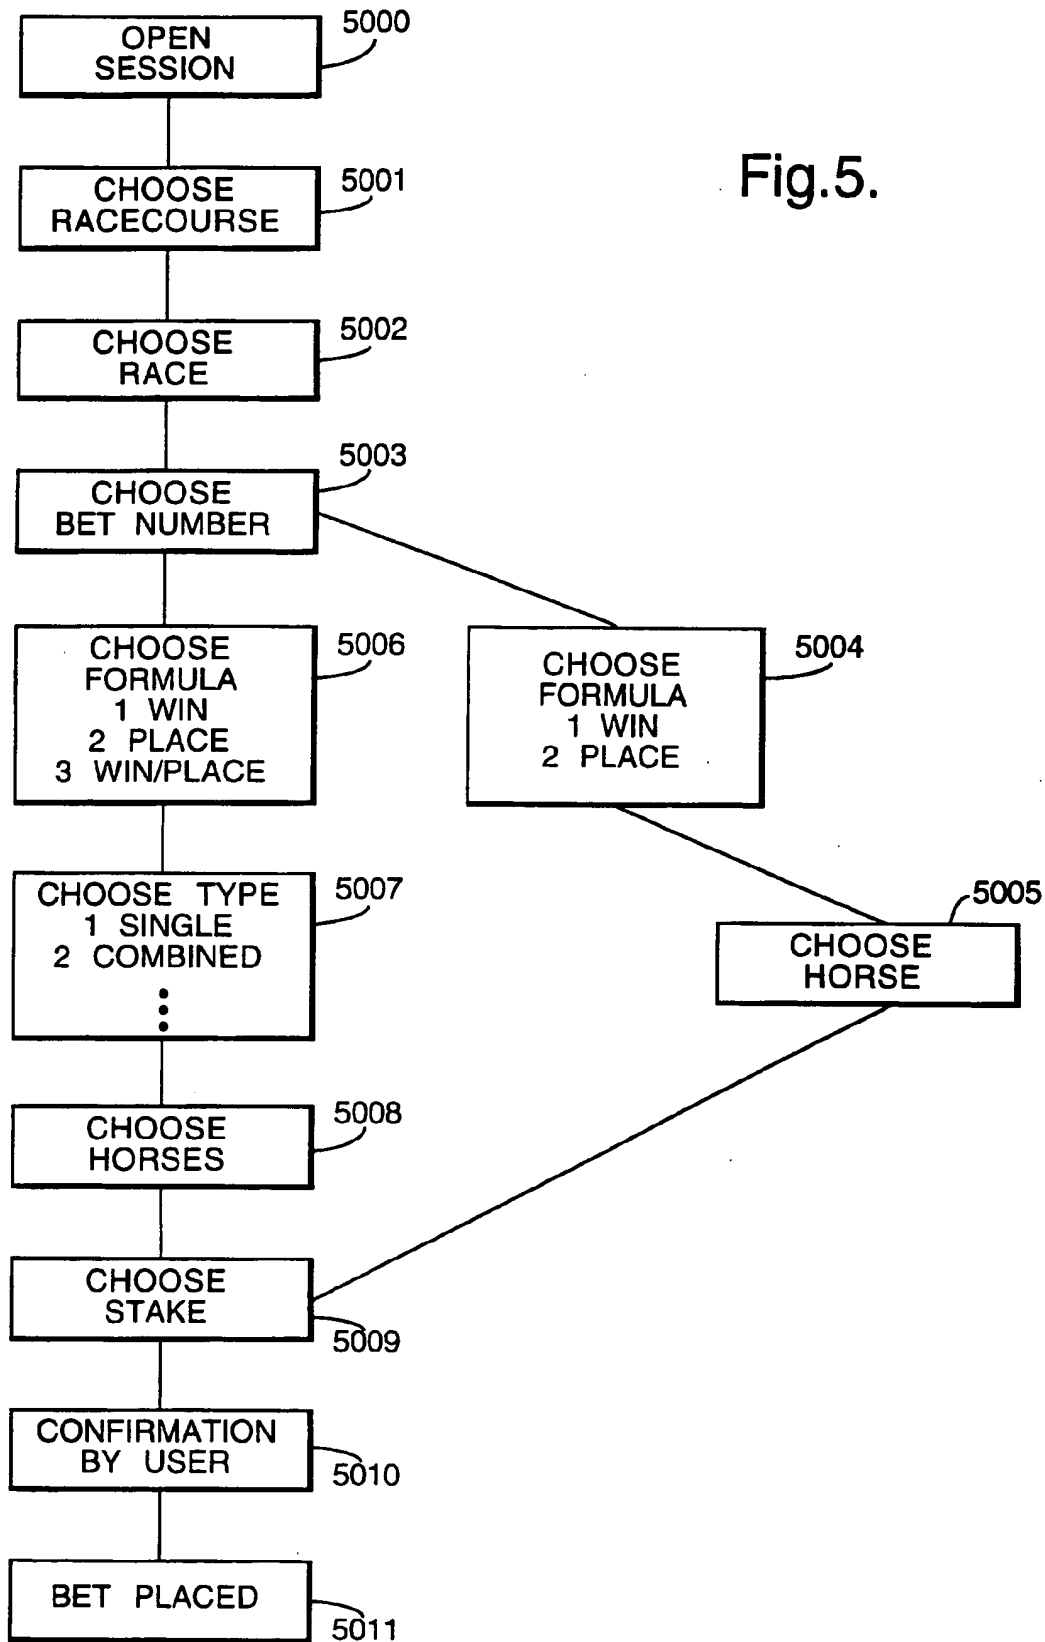 5000
OPEN
SESSION
Fig.5.
5001
CHOOSE
RACECOURSE
5002
CHOOSE
RACE
5003
CHOOSE
BET NUMBER
5006
CHOOSE
FORMULA
1 WIN
2 PLACE
3 WIN/PLACE
5004
CHOOSE
FORMULA
1 WIN
2 PLACE
5007
CHOOSE TYPE
1 SINGLE
2 COMBINED
5005
CHOOSE
HORSE
5008
CHOOSE
HORSES
CHOOSE
STAKE
5009
CONFIRMATION
BY USER
5010
BET PLACED
5011